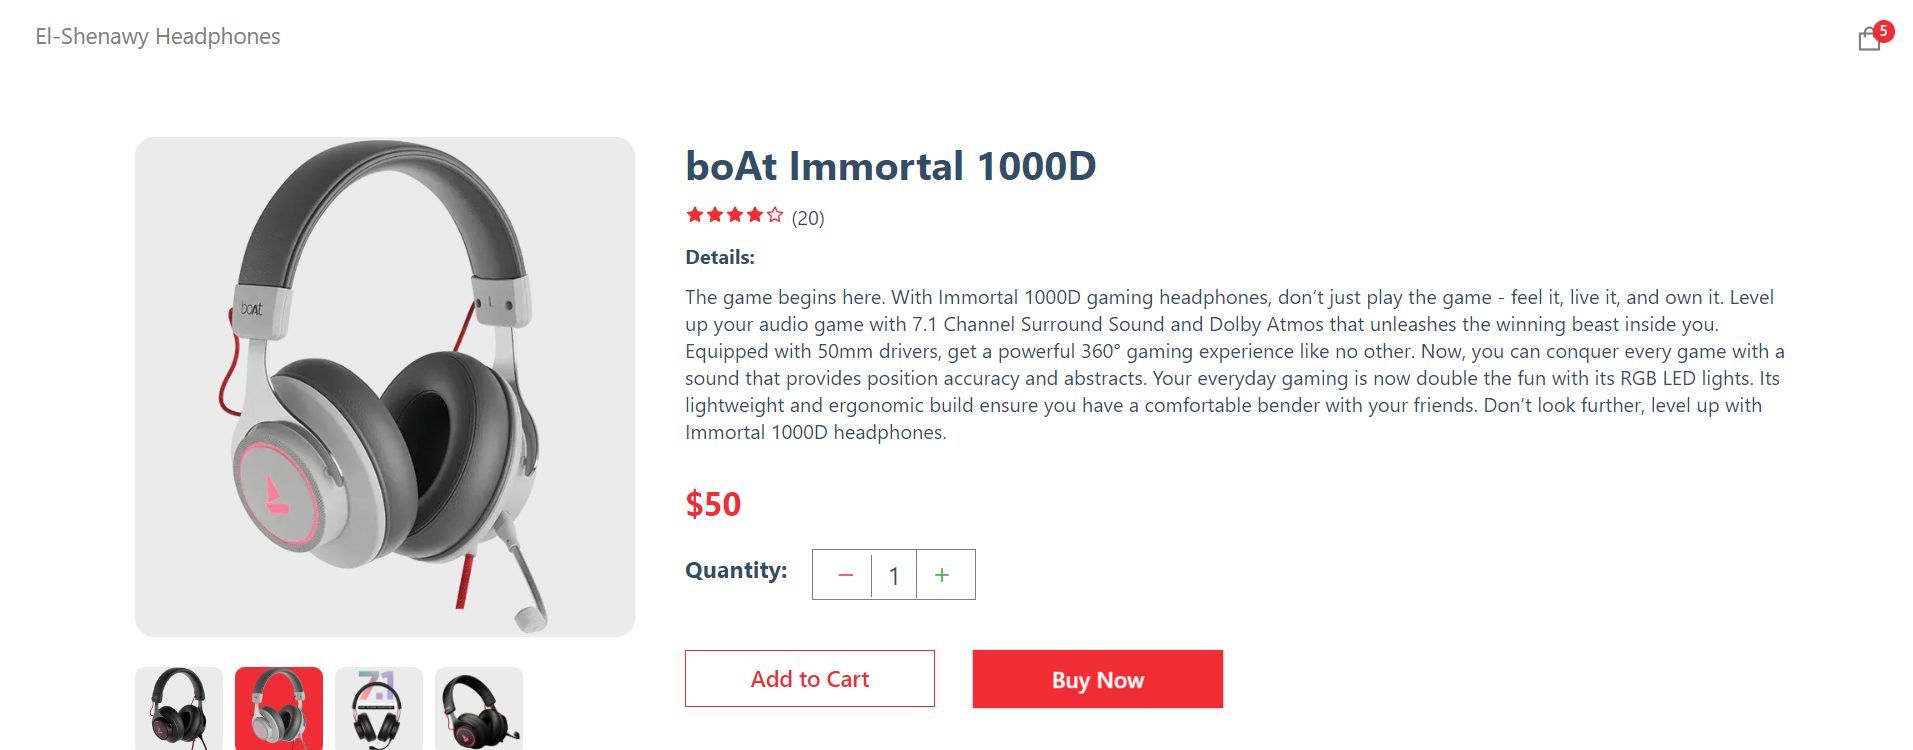 El-Shenawy Headphones
5
boAt
L
boAt Immortal 1000D
(20)
Details:
The game begins here. With Immortal 1000D gaming headphones, don’t just play the game - feel it, live it, and own it. Level
up your audio game with 7.1 Channel Surround Sound and Dolby Atmos that unleashes the winning beast inside you.
Equipped with 50mm drivers, get a powerful 360° gaming experience like no other. Now, you can conquer every game with a
sound that provides position accuracy and abstracts. Your everyday gaming is now double the fun with its RGB LED lights. Its
lightweight and ergonomic build ensure you have a comfortable bender with your friends. Don’t look further, level up with
Immortal 1000D headphones.
$50
Quantity:
− 1 +
Add to Cart
Buy Now
7.1